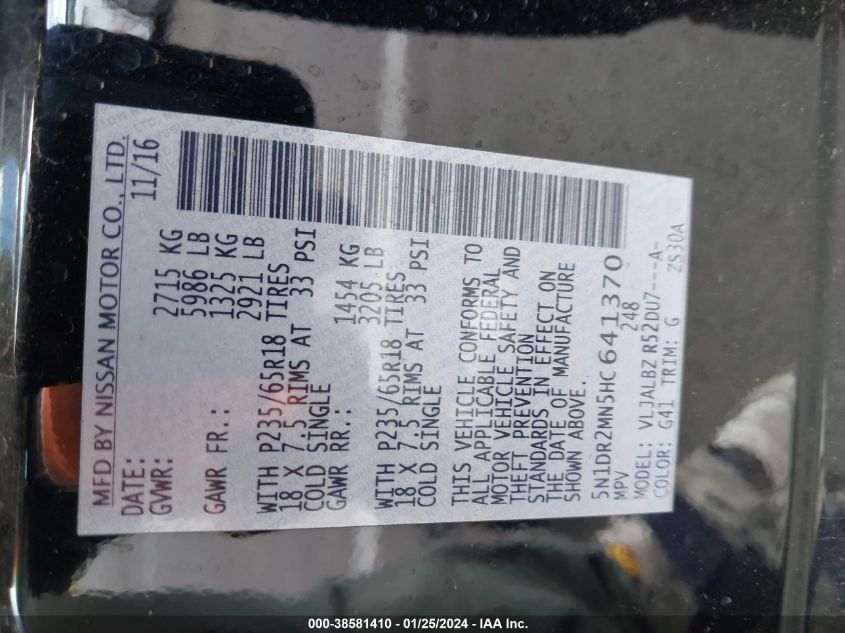 MFD BY NISSAN MOTOR CO., LTD.
DATE: 11/16
GVWR: 2715 KG
5986 LB
GAWR FR.: 1325 KG
2921 LB
WITH P235/65R18 TIRES
18 X 7.5 RIMS AT 33 PSI
COLD SINGLE
GAWR RR.: 1454 KG
3205 LB
WITH P235/65R18 TIRES
18 X 7.5 RIMS AT 33 PSI
COLD SINGLE
THIS VEHICLE CONFORMS TO
ALL APPLICABLE FEDERAL
MOTOR VEHICLE SAFETY AND
THEFT PREVENTION
STANDARDS IN EFFECT ON
THE DATE OF MANUFACTURE
SHOWN ABOVE.
5N1DR2MN5HC641370
MPV 248
MODEL: VLJALBZ R52DU7---A-
COLOR: G41 TRIM: G ZS30A
000-38581410 - 01/25/2024 - IAA Inc.